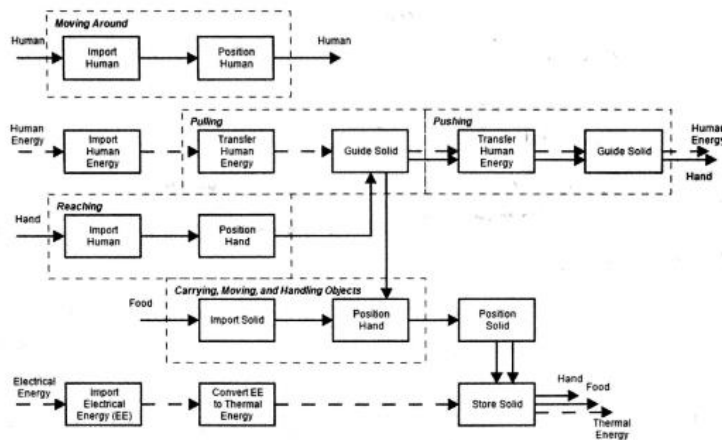 Moving Around
Human
Import
Human
Position
Human
Human
Pulling
Pushing
Human
Energy
Import
Human
Energy
Transfer
Human
Energy
Guide Solid
Transfer
Human
Energy
Guide Solid
Human
Energy
Hand
Reaching
Hand
Import
Human
Position
Hand
Carrying, Moving, and Handling Objects
Food
Import Solid
Position
Hand
Position
Solid
Electrical
Energy
Import
Electrical
Energy (EE)
Convert EE
to Thermal
Energy
Store Solid
Hand
Food
Thermal
Energy